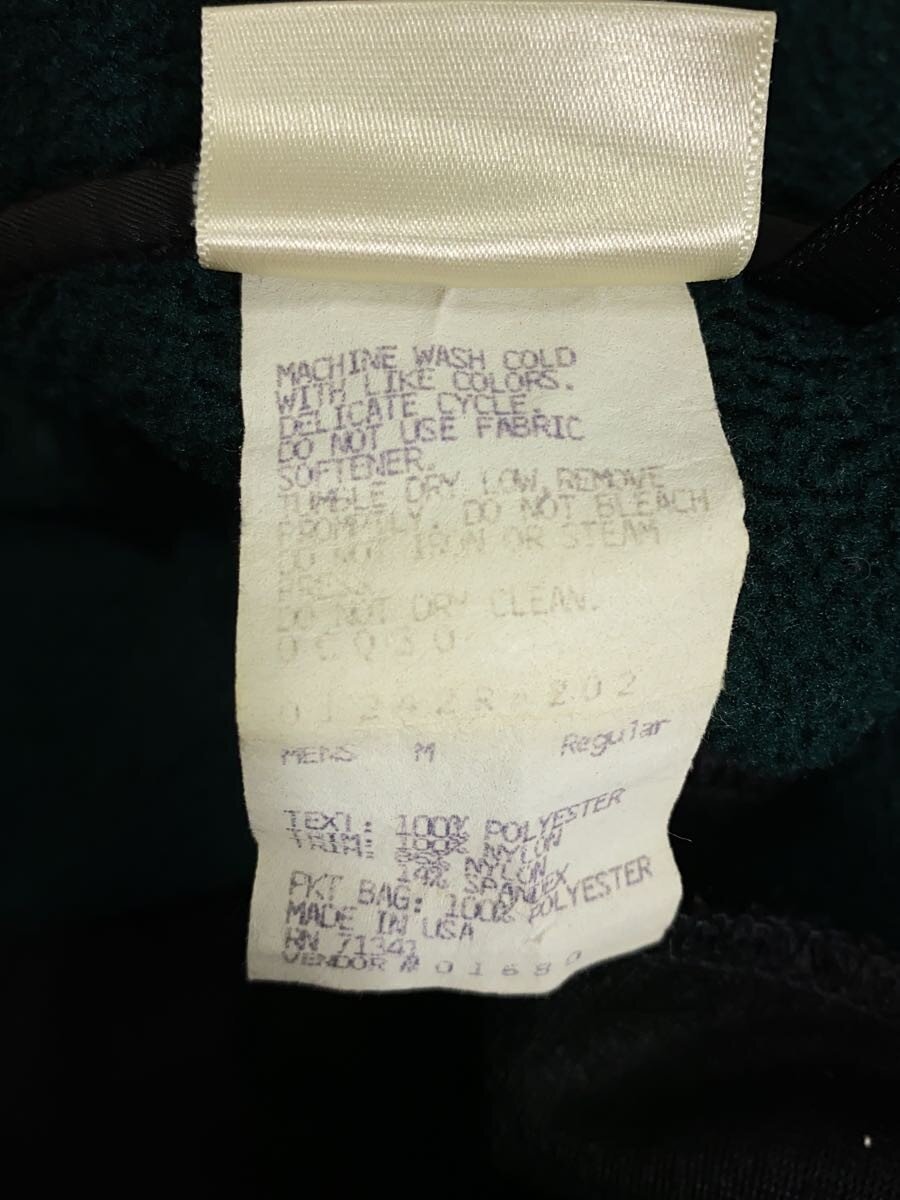 MACHINE WASH COLD
WITH LIKE COLORS.
DELICATE CYCLE.
DO NOT USE FABRIC
SOFTENER.
TUMBLE DRY LOW, REMOVE
PROMPTLY. DO NOT BLEACH
DO NOT IRON OR STEAM
PRESS
DO NOT DRY CLEAN.
MENS M Regular
TEXT: 100% POLYESTER
TRIM: 100% NYLON
86% NYLON
14% SPANDEX
PKT BAG: 100% POLYESTER
MADE IN USA
RN 71341
VENDOR # 01680